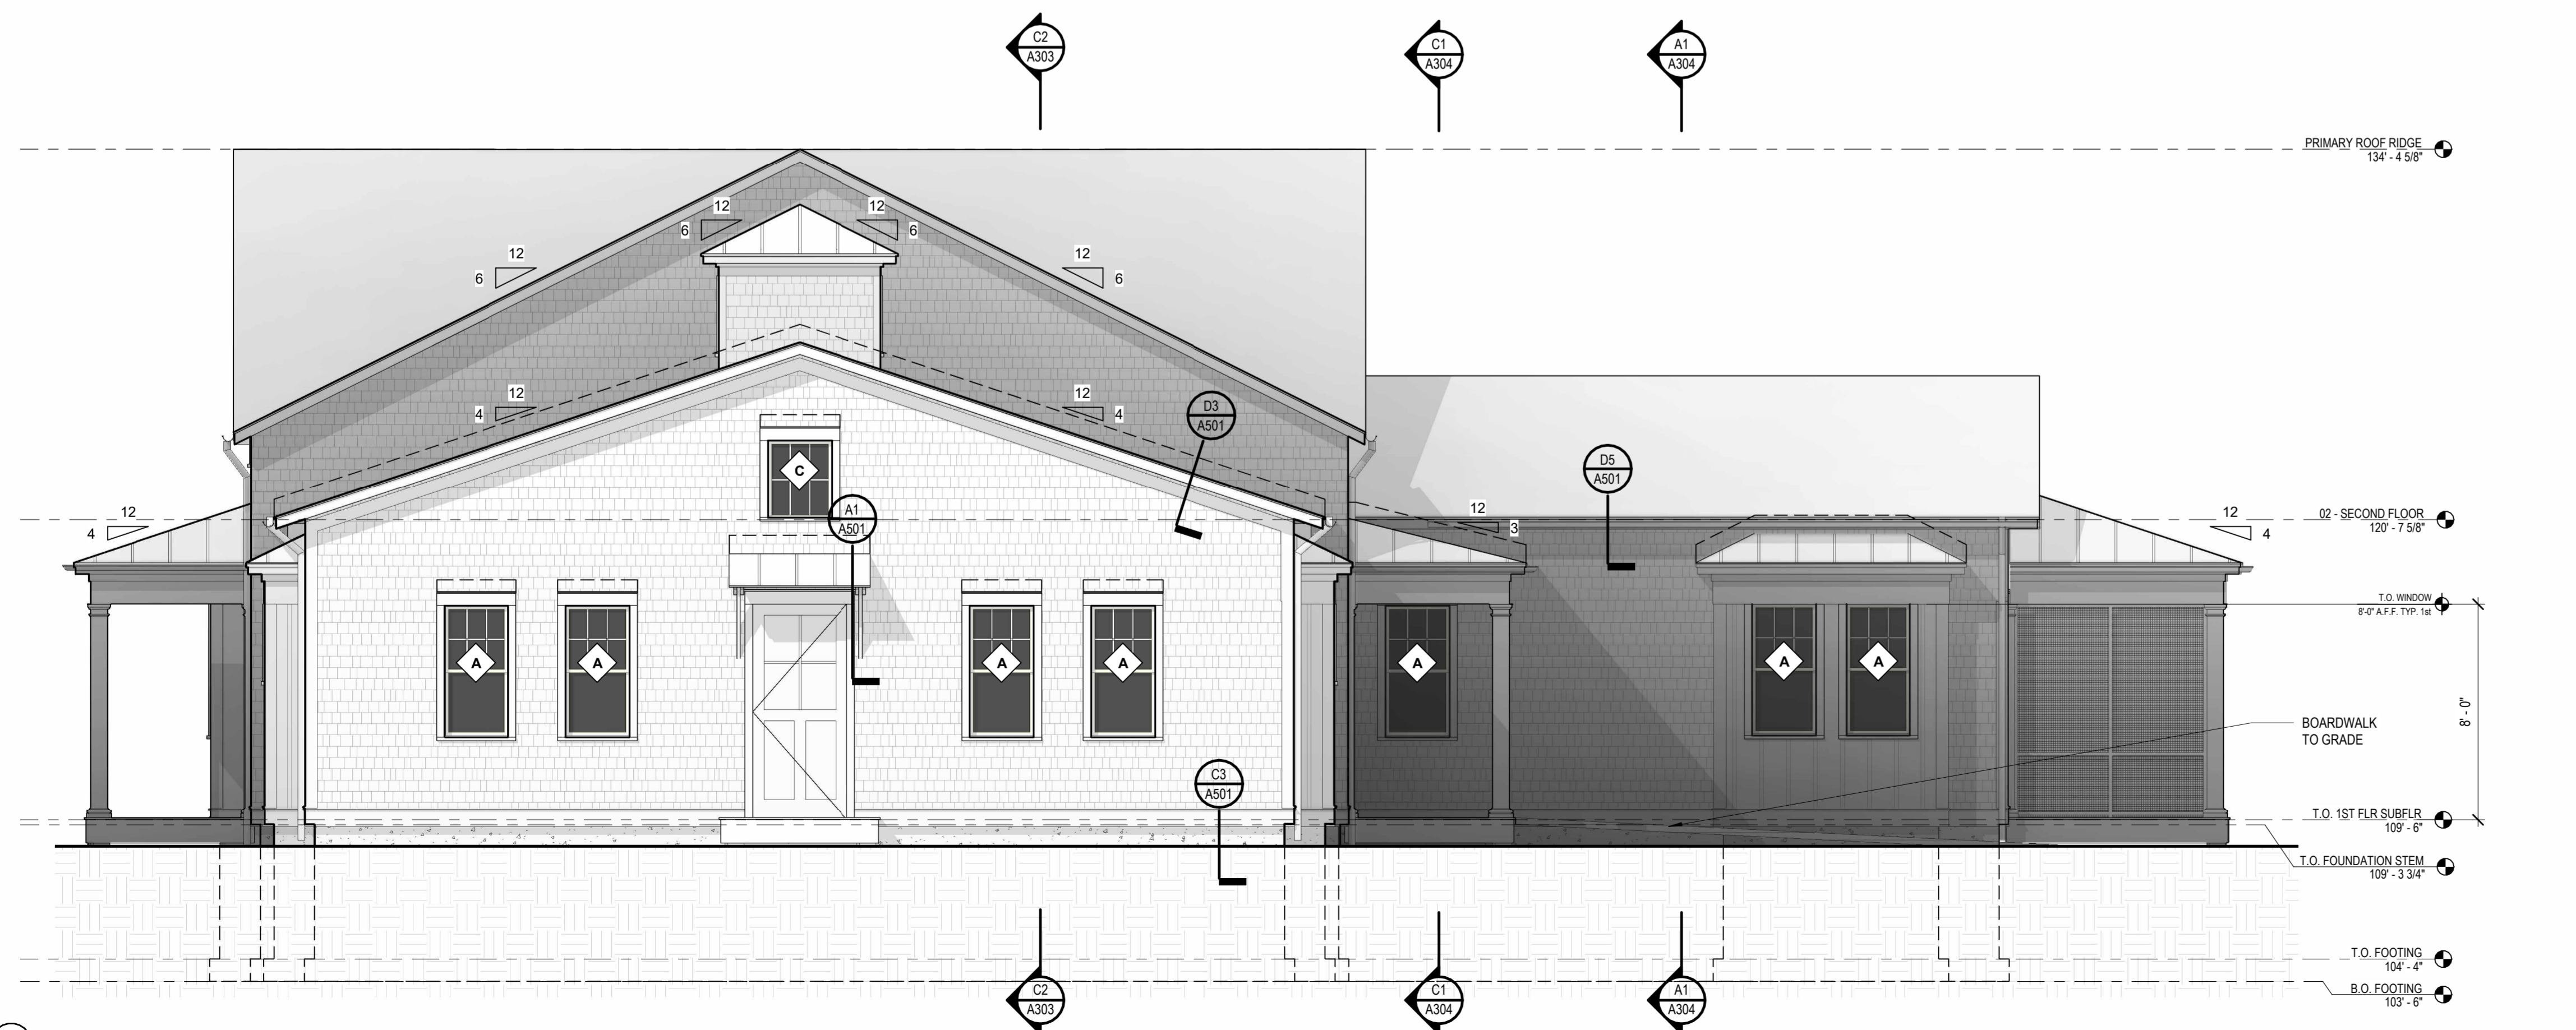 C2
A303
C1
A304
A1
A304
PRIMARY ROOF RIDGE
134' - 4 5/8"
12
6
12
6
12
6
12
6
12
4
12
4
D3
A501
D5
A501
C
A1
A501
12
4
12
3
02 - SECOND FLOOR
120' - 7 5/8"
12
4
T.O. WINDOW
8'-0" A.F.F. TYP. 1st
A
A
A
A
A
A
A
8' - 0"
BOARDWALK
TO GRADE
C3
A501
T.O. 1ST FLR SUBFLR
109' - 6"
T.O. FOUNDATION STEM
109' - 3 3/4"
T.O. FOOTING
104' - 4"
B.O. FOOTING
103' - 6"
C2
A303
C1
A304
A1
A304